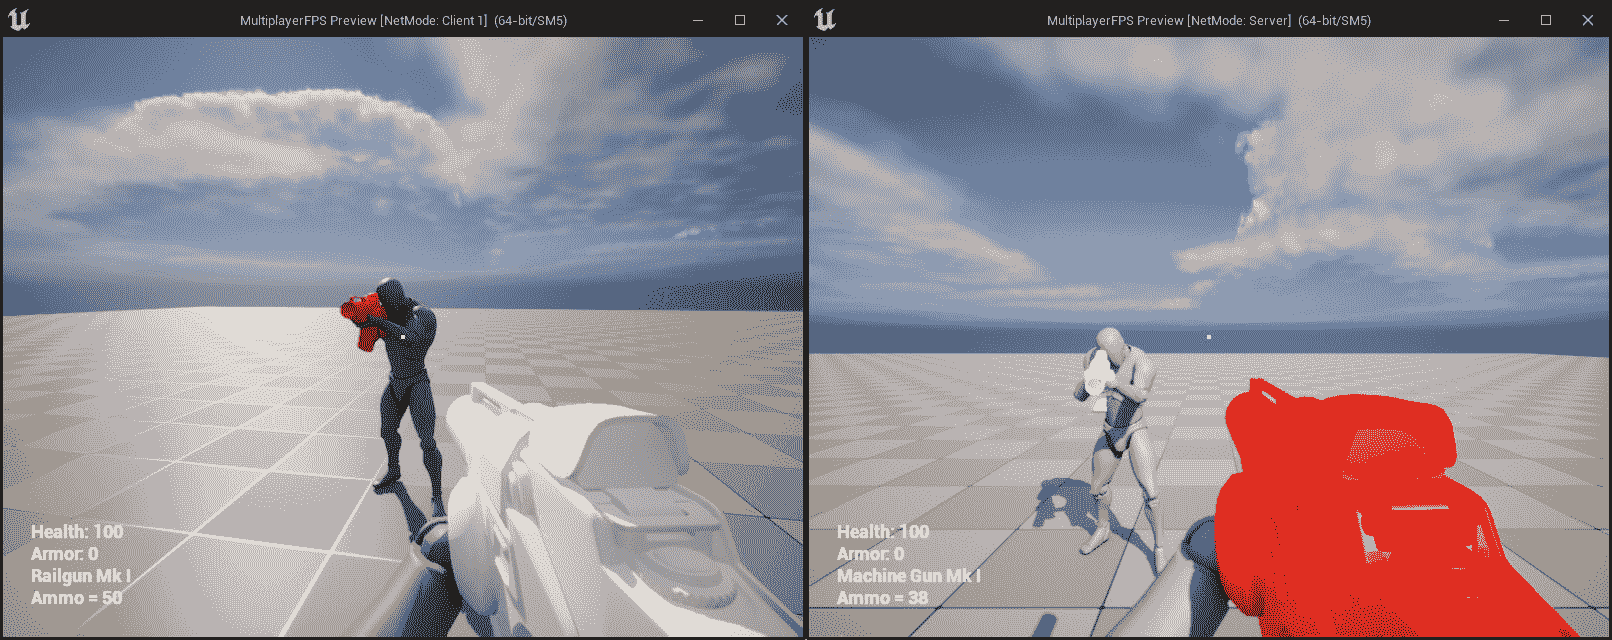 MultiplayerFPS Preview [NetMode: Client 1] (64-bit/SM5)
Health: 100
Armor: 0
Railgun Mk I
Ammo = 50
MultiplayerFPS Preview [NetMode: Server] (64-bit/SM5)
Health: 100
Armor: 0
Machine Gun Mk I
Ammo = 38